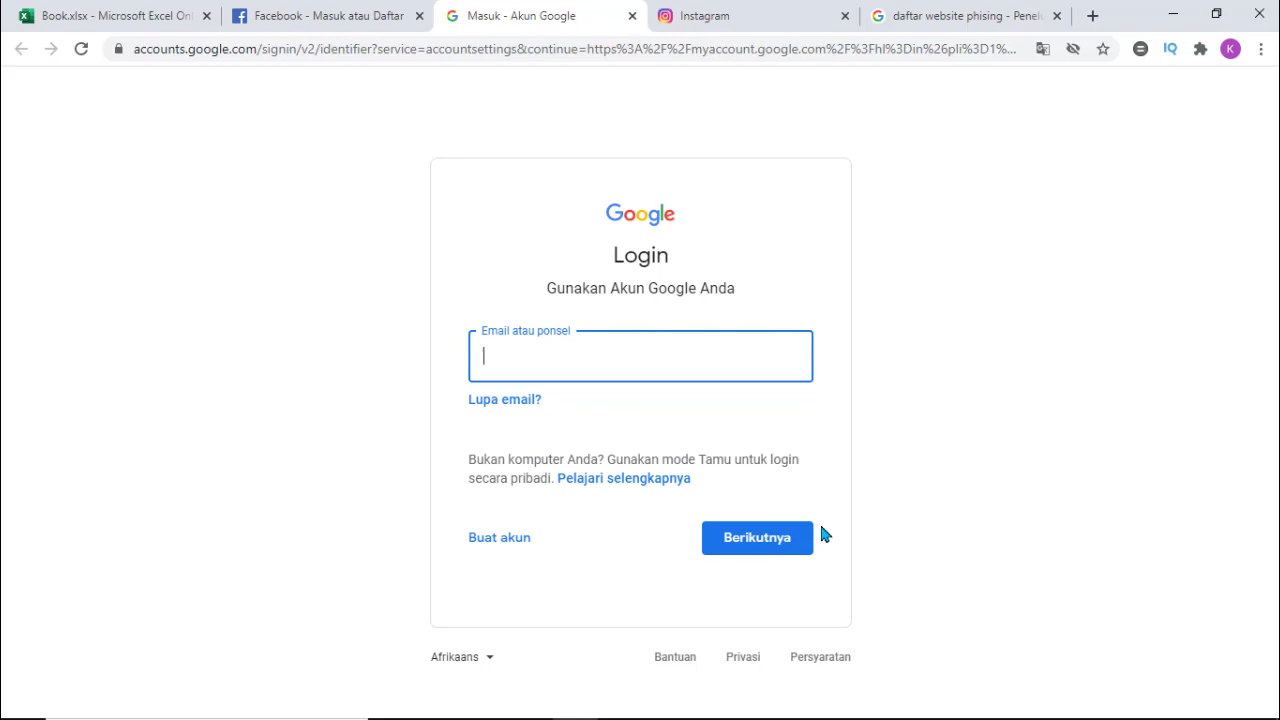 Book.xlsx - Microsoft Excel Onl
Facebook - Masuk atau Daftar
Masuk - Akun Google
Instagram
daftar website phising - Penelu
accounts.google.com/signin/v2/identifier?service=accountsettings&continue=https%3A%2F%2Fmyaccount.google.com%2F%3Fhl%3Din%26pli%3D1%...
IQ
K
Google
Login
Gunakan Akun Google Anda
Email atau ponsel
Lupa email?
Bukan komputer Anda? Gunakan mode Tamu untuk login
secara pribadi. Pelajari selengkapnya
Buat akun
Berikutnya
Afrikaans
Bantuan
Privasi
Persyaratan